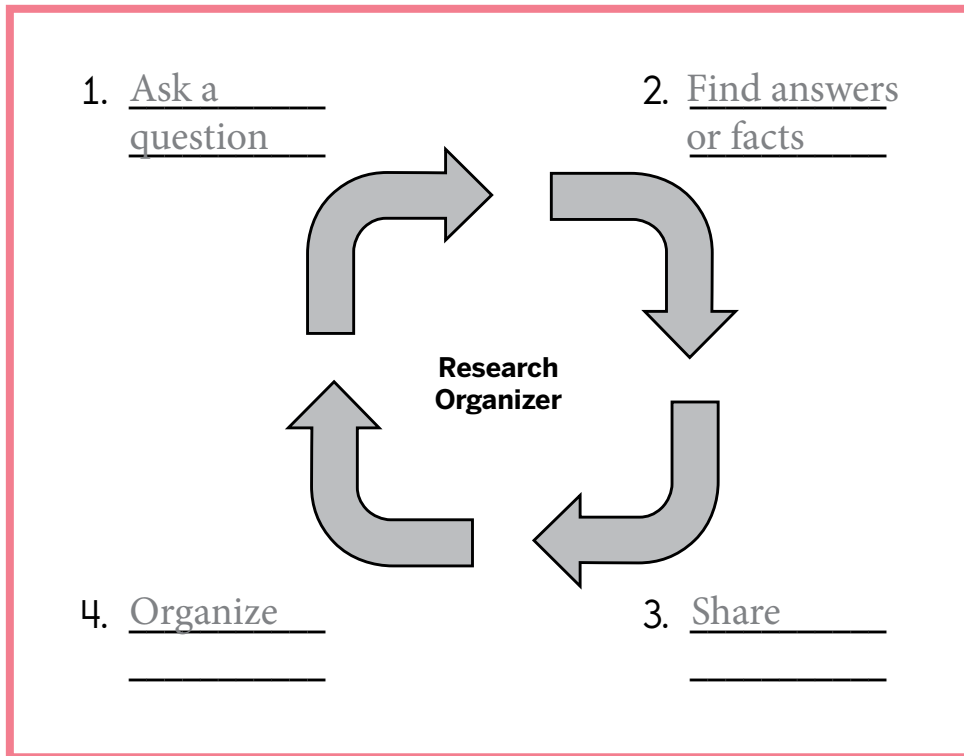 1. Ask a
question
2. Find answers
or facts
Research
Organizer
4. Organize
3. Share